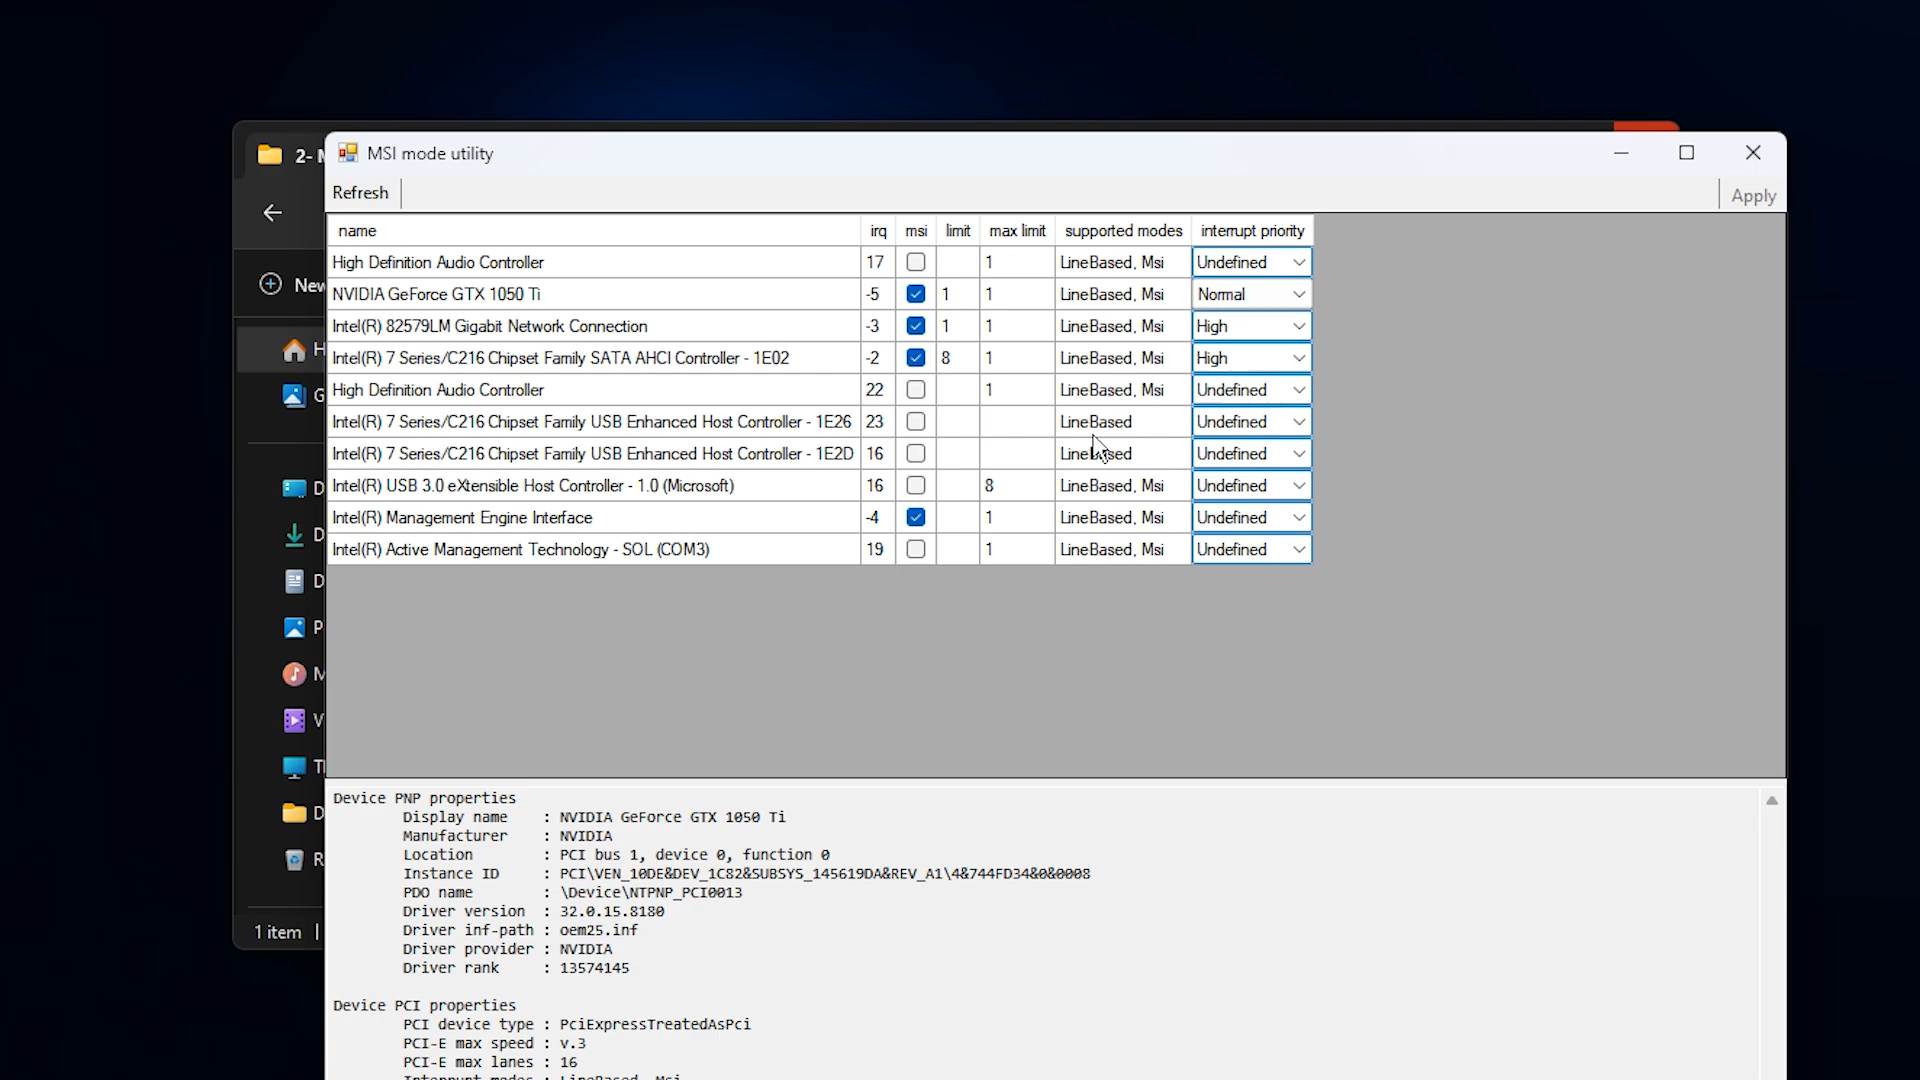 2- M
MSI mode utility
Refresh
Apply
name irq msi limit max limit supported modes interrupt priority
High Definition Audio Controller 17 1 LineBased, Msi Undefined
NVIDIA GeForce GTX 1050 Ti -5 1 1 LineBased, Msi Normal
Intel(R) 82579LM Gigabit Network Connection -3 1 1 LineBased, Msi High
Intel(R) 7 Series/C216 Chipset Family SATA AHCI Controller - 1E02 -2 8 1 LineBased, Msi High
High Definition Audio Controller 22 1 LineBased, Msi Undefined
Intel(R) 7 Series/C216 Chipset Family USB Enhanced Host Controller - 1E26 23 LineBased Undefined
Intel(R) 7 Series/C216 Chipset Family USB Enhanced Host Controller - 1E2D 16 LineBased Undefined
Intel(R) USB 3.0 eXtensible Host Controller - 1.0 (Microsoft) 16 8 LineBased, Msi Undefined
Intel(R) Management Engine Interface -4 1 LineBased, Msi Undefined
Intel(R) Active Management Technology - SOL (COM3) 19 1 LineBased, Msi Undefined
New
H
G
D
D
D
P
M
V
Tl
D
R
1 item
Device PNP properties
Display name : NVIDIA GeForce GTX 1050 Ti
Manufacturer : NVIDIA
Location : PCI bus 1, device 0, function 0
Instance ID : PCI\VEN_10DE&DEV_1C82&SUBSYS_145619DA&REV_A1\4&744FD34&0&0008
PDO name : \Device\NTPNP_PCI0013
Driver version : 32.0.15.8180
Driver inf-path : oem25.inf
Driver provider : NVIDIA
Driver rank : 13574145
Device PCI properties
PCI device type : PciExpressTreatedAsPci
PCI-E max speed : v.3
PCI-E max lanes : 16
Interrupt modes : LineBased, Msi